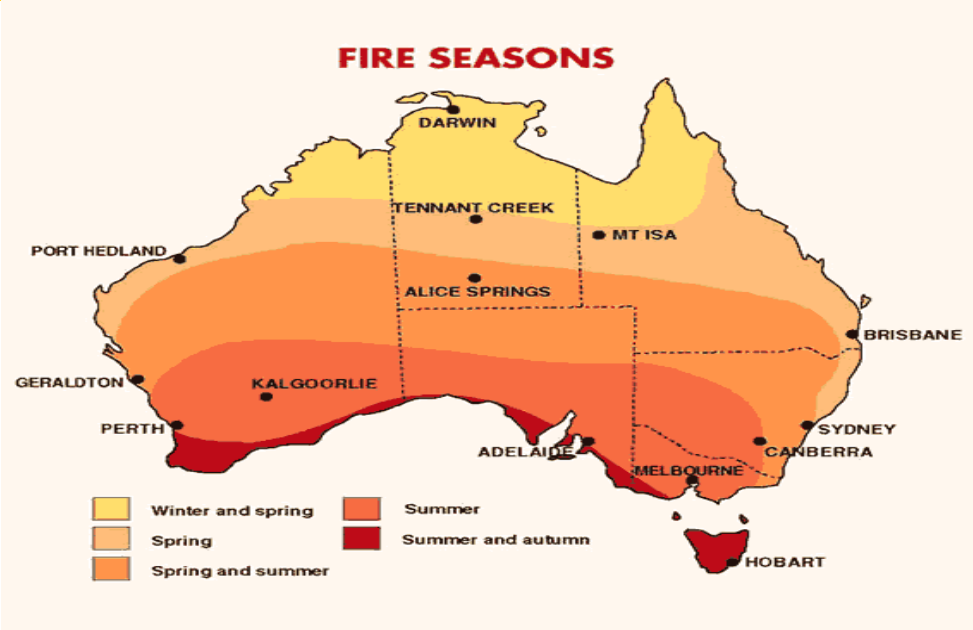 FIRE SEASONS
DARWIN
TENNANT CREEK
MT ISA
PORT HEDLAND
ALICE SPRINGS
BRISBANE
GERALDTON
KALGOORLIE
PERTH
SYDNEY
ADELAIDE
CANBERRA
MELBOURNE
Winter and spring
Summer
Spring
Summer and autumn
Spring and summer
HOBART